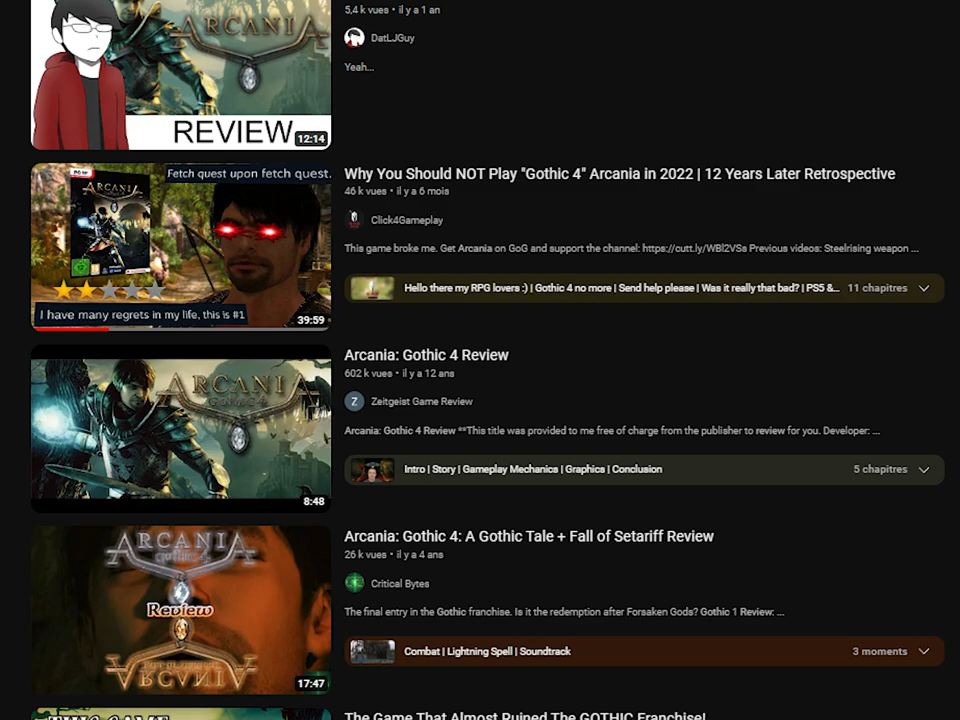 ARCANIA
5,4 k vues • il y a 1 an
DatLJGuy
Yeah...
REVIEW
12:14
Fetch quest upon fetch quest.
ARCANIA
I have many regrets in my life, this is #1
39:59
Why You Should NOT Play "Gothic 4" Arcania in 2022 | 12 Years Later Retrospective
46 k vues • il y a 6 mois
Click4Gameplay
This game broke me. Get Arcania on GoG and support the channel: https://cutt.ly/WBl2VSs Previous videos: Steelrising weapon ...
Hello there my RPG lovers :) | Gothic 4 no more | Send help please | Was it really that bad? | PS5 &... 11 chapitres
ARCANIA
GOTHIC 4
8:48
Arcania: Gothic 4 Review
602 k vues • il y a 12 ans
Z Zeitgeist Game Review
Arcania: Gothic 4 Review **This title was provided to me free of charge from the publisher to review for you. Developer: ...
Intro | Story | Gameplay Mechanics | Graphics | Conclusion 5 chapitres
ARCANIA
GOTHIC 4
Review
ARCANIA
17:47
Arcania: Gothic 4: A Gothic Tale + Fall of Setariff Review
26 k vues • il y a 4 ans
Critical Bytes
The final entry in the Gothic franchise. Is it the redemption after Forsaken Gods? Gothic 1 Review: ...
Combat | Lightning Spell | Soundtrack 3 moments
THIS GAME
The Game That Almost Ruined The GOTHIC Franchise!